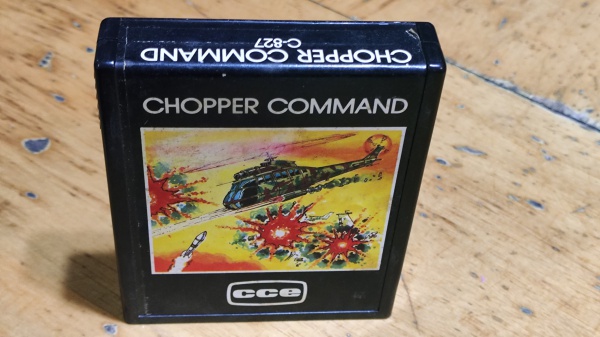 CHOPPER COMMAND
C-827
CHOPPER COMMAND
cce